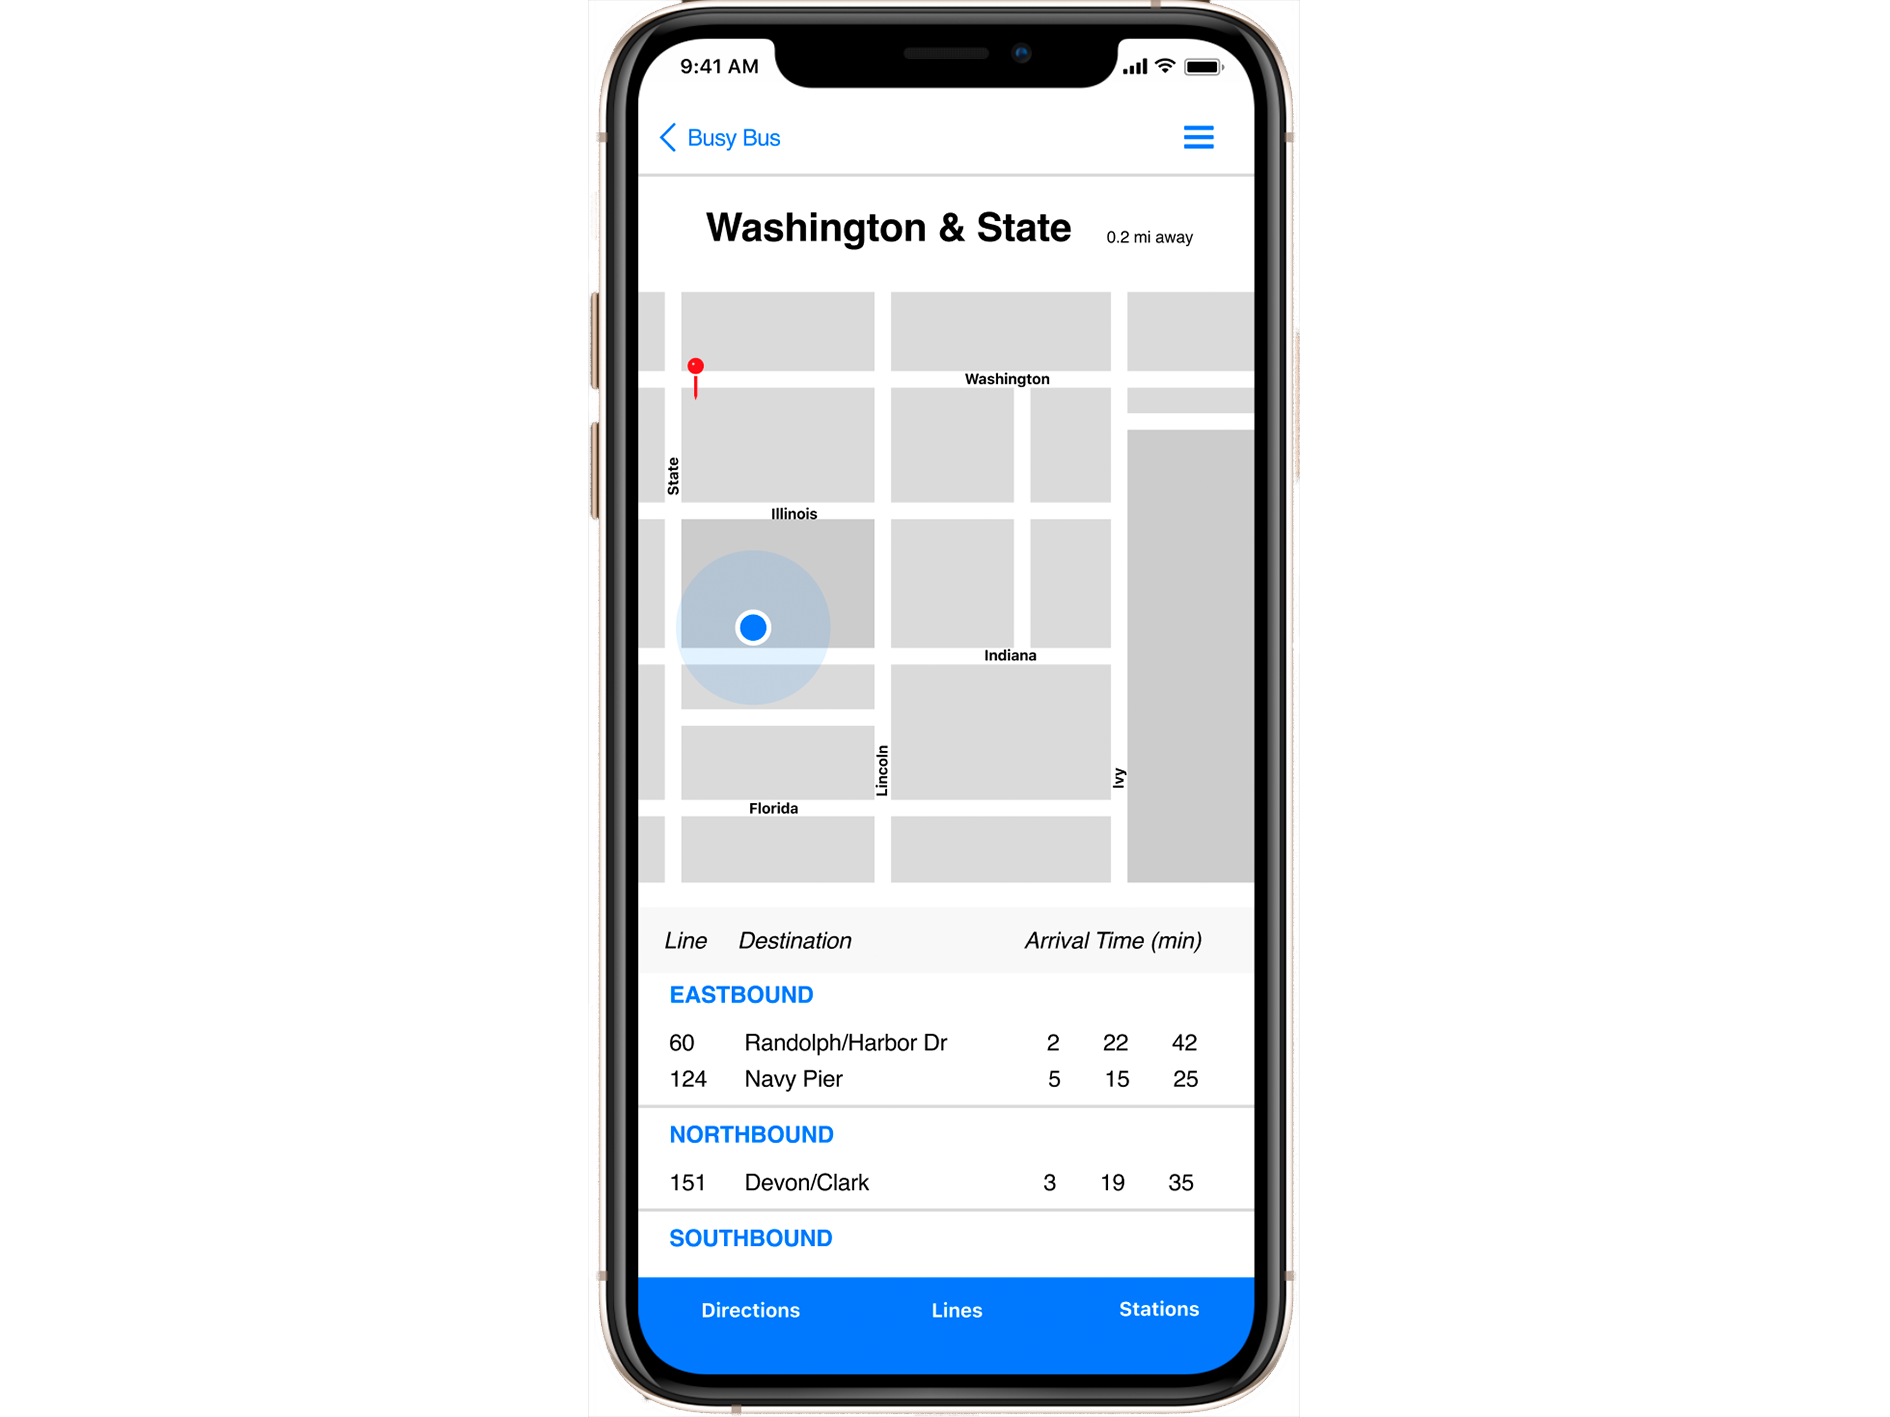 9:41 AM
Busy Bus
Washington & State 0.2 mi away
Washington
State
Illinois
Indiana
Lincoln
Ivy
Florida
Line Destination Arrival Time (min)
EASTBOUND
60 Randolph/Harbor Dr 2 22 42
124 Navy Pier 5 15 25
NORTHBOUND
151 Devon/Clark 3 19 35
SOUTHBOUND
Directions Lines Stations